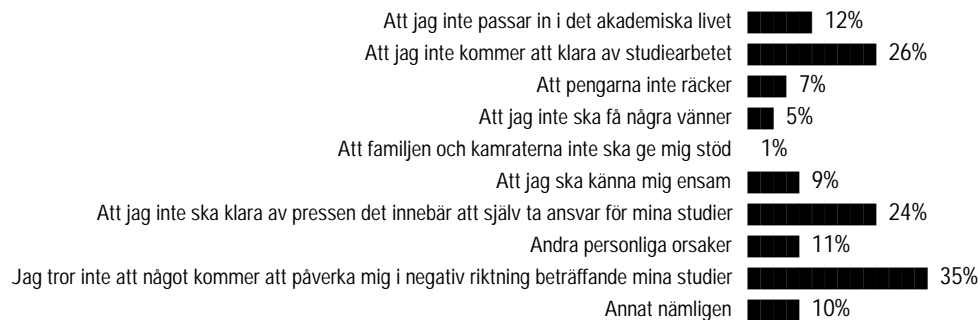 Att jag inte passar in i det akademiska livet 12%
Att jag inte kommer att klara av studiearbetet 26%
Att pengarna inte räcker 7%
Att jag inte ska få några vänner 5%
Att familjen och kamraterna inte ska ge mig stöd 1%
Att jag ska känna mig ensam 9%
Att jag inte ska klara av pressen det innebär att själv ta ansvar för mina studier 24%
Andra personliga orsaker 11%
Jag tror inte att något kommer att påverka mig i negativ riktning beträffande mina studier 35%
Annat nämligen 10%